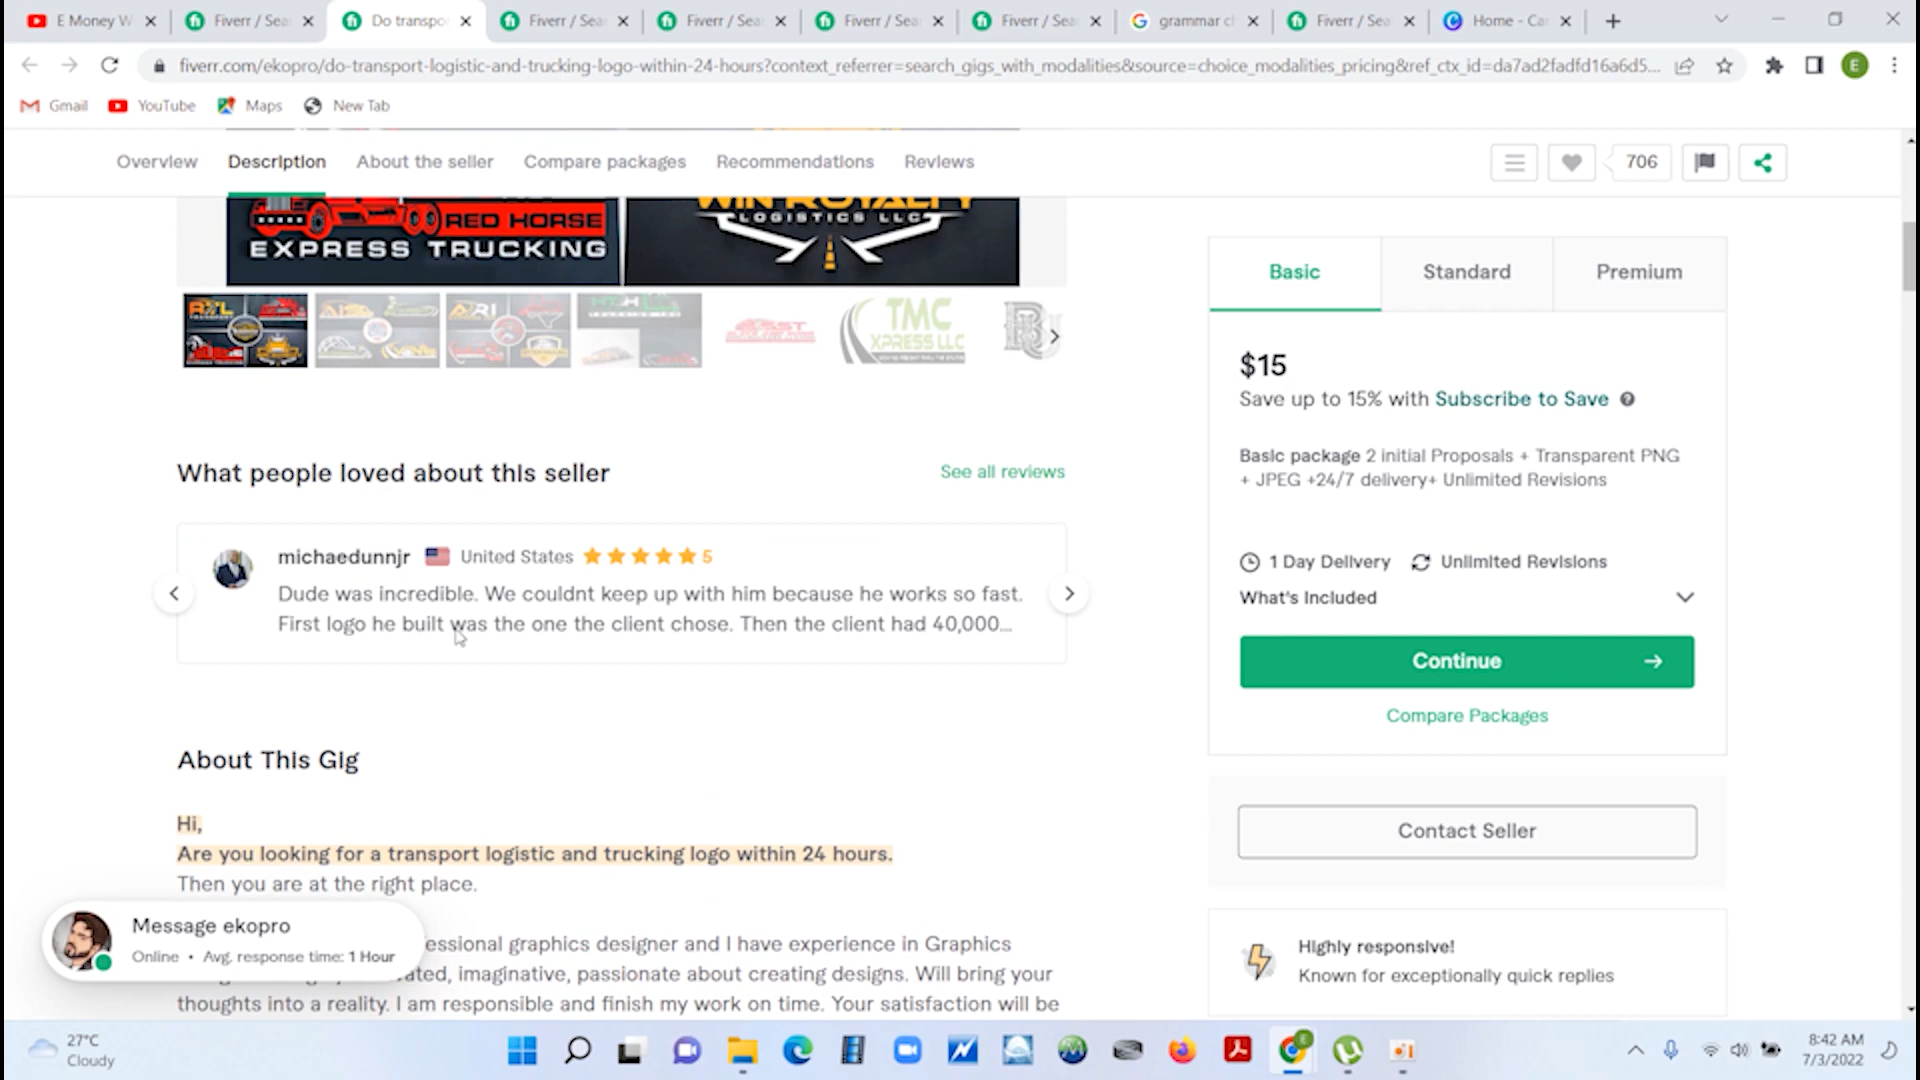 E Money W
Fiverr / Sea
Do transpo
Fiverr / Sea
Fiverr / Sea
Fiverr / Sea
Fiverr / Sea
grammar c
Fiverr / Sea
Home - Ca
fiverr.com/ekopro/do-transport-logistic-and-trucking-logo-within-24-hours?context_referrer=search_gigs_with_modalities&source=choice_modalities_pricing&ref_ctx_id=da7ad2fadfd16a6d5...
E
Gmail
YouTube
Maps
New Tab
Overview
Description
About the seller
Compare packages
Recommendations
Reviews
706
RED HORSE
EXPRESS TRUCKING
WIN ROYALTY
LOGISTICS LLC
TMC
XPRESS LLC
What people loved about this seller
See all reviews
michaedunnjr
United States
5
Dude was incredible. We couldnt keep up with him because he works so fast.
First logo he built was the one the client chose. Then the client had 40,000...
About This Gig
Hi,
Are you looking for a transport logistic and trucking logo within 24 hours.
Then you are at the right place.
essional graphics designer and I have experience in Graphics
ated, imaginative, passionate about creating designs. Will bring your
thoughts into a reality. I am responsible and finish my work on time. Your satisfaction will be
Message ekopro
Online • Avg. response time: 1 Hour
Basic
Standard
Premium
$15
Save up to 15% with Subscribe to Save
Basic package 2 initial Proposals + Transparent PNG
+ JPEG +24/7 delivery+ Unlimited Revisions
1 Day Delivery
Unlimited Revisions
What's Included
Continue
Compare Packages
Contact Seller
Highly responsive!
Known for exceptionally quick replies
27°C
Cloudy
8:42 AM
7/3/2022